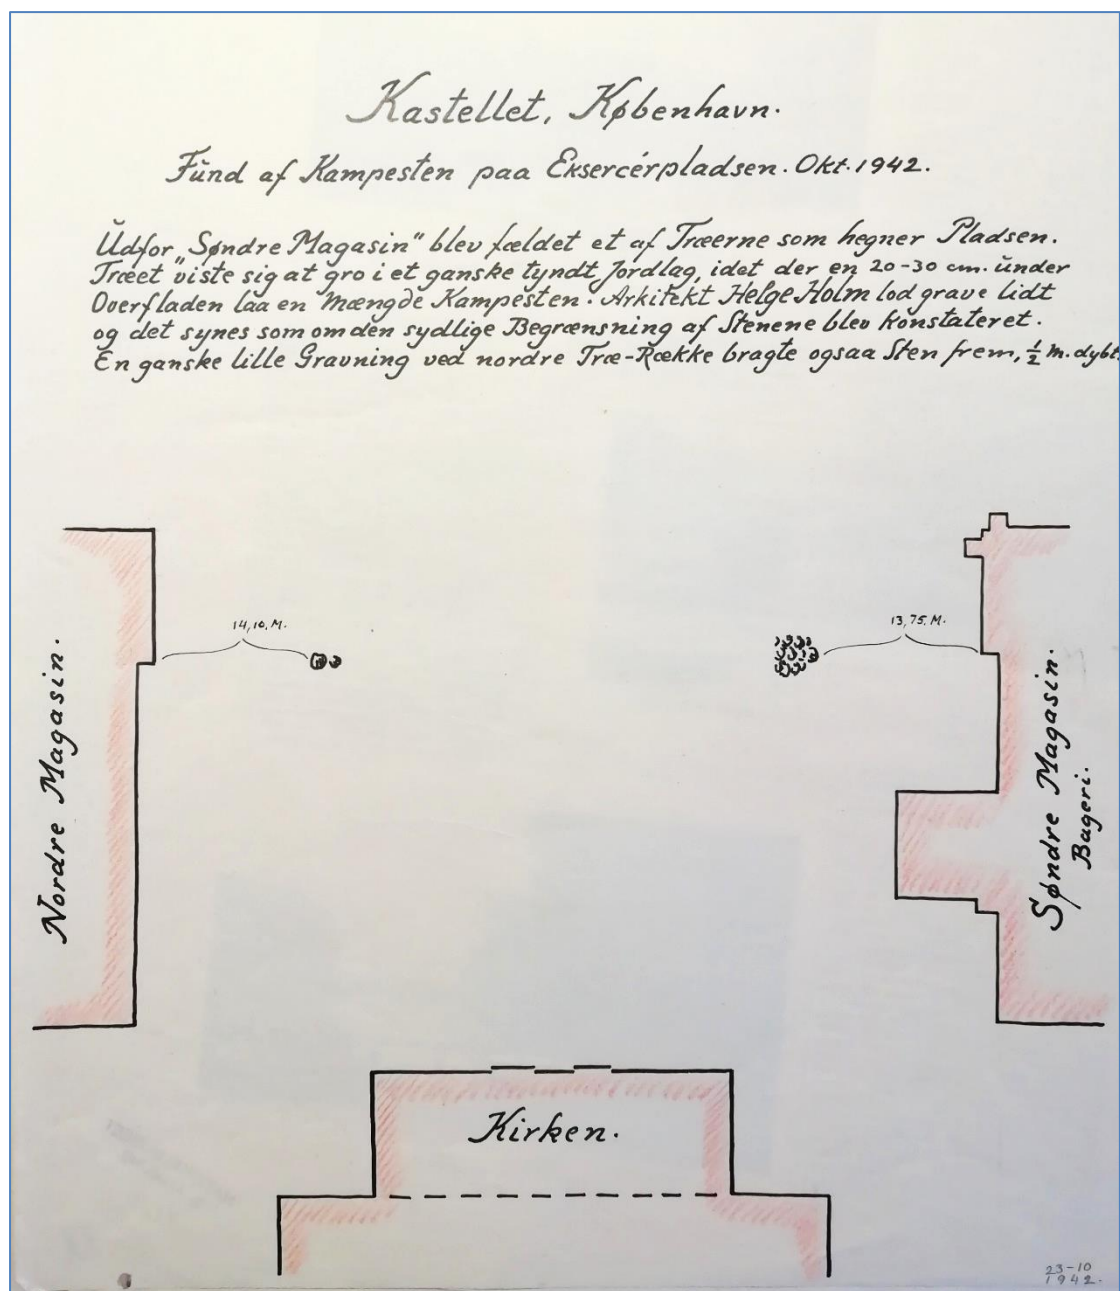 Kastellet, København.
Fund af Kampesten paa Eksercérpladsen. Okt. 1942.
Udfor „Søndre Magasin" blev fældet et af Træerne som hegner Pladsen.
Træet viste sig at gro i et ganske tyndt Jordlag, idet der en 20-30 cm. under
Overfladen laa en Mængde Kampesten. Arkitekt Helge Holm lod grave lidt
og det synes som om den sydlige Begrænsning af Stenene blev konstateret.
En ganske lille Gravning ved nordre Træ-Række bragte ogsaa Sten frem, ½ m. dybt.
14,10, M.
13,75, M.
Nordre Magasin.
Søndre Magasin.
Bageri.
Kirken.
23-10
1942.